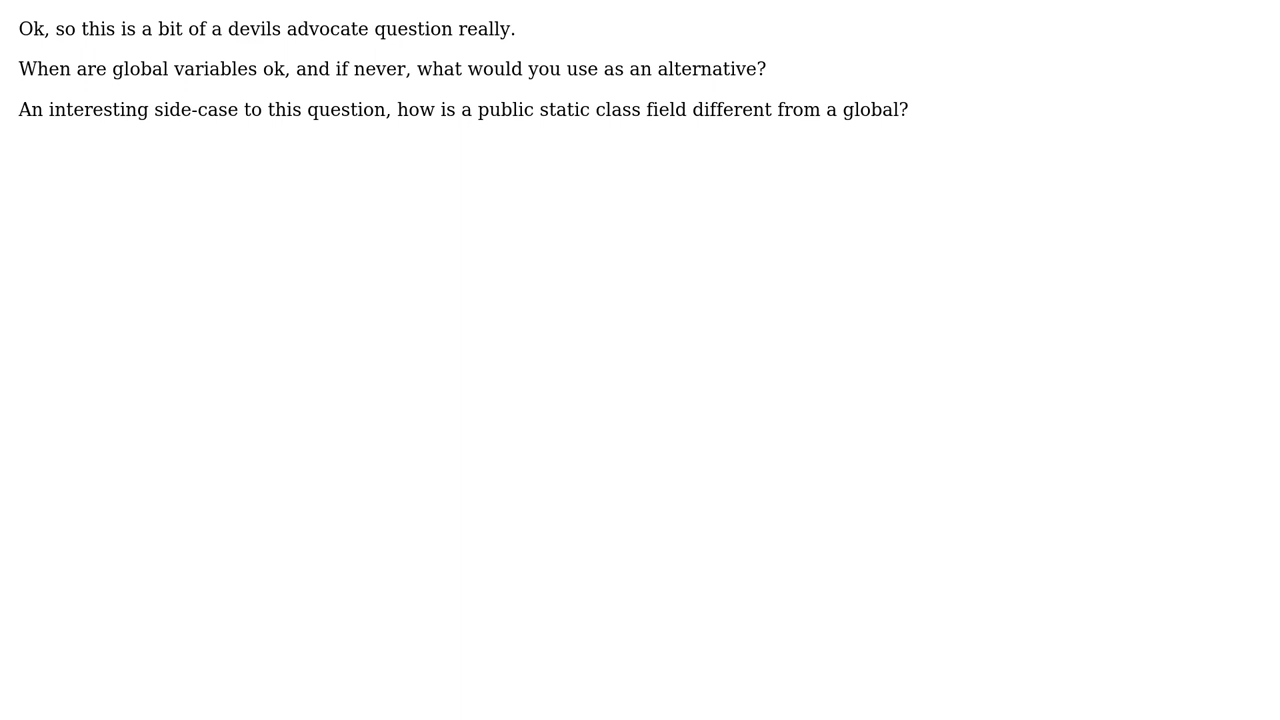 Ok, so this is a bit of a devils advocate question really.
When are global variables ok, and if never, what would you use as an alternative?
An interesting side-case to this question, how is a public static class field different from a global?